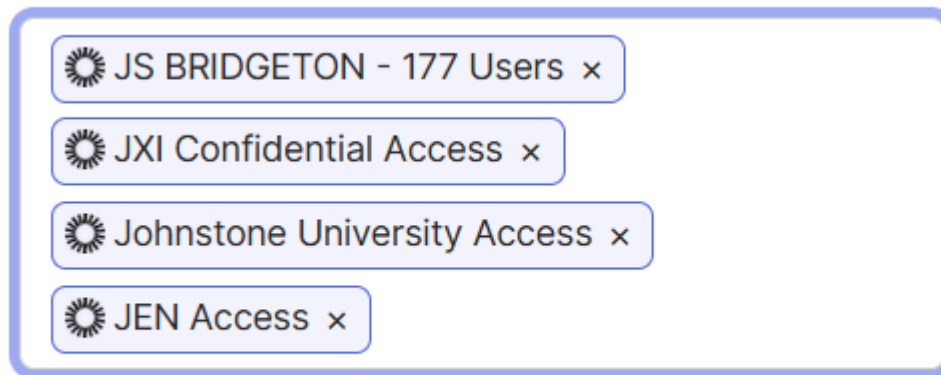 JS BRIDGETON - 177 Users ×
JXI Confidential Access ×
Johnstone University Access ×
JEN Access ×